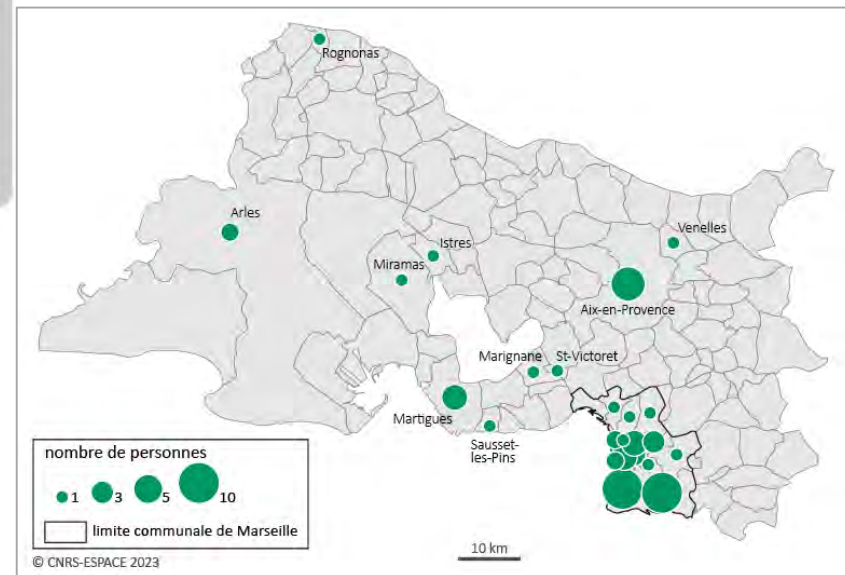 Rognonas
Arles
Venelles
Istres
Miramas
Aix-en-Provence
Marignane
St-Victoret
Martigues
Sausset-
les-Pins
nombre de personnes
1 3 5 10
limite communale de Marseille
10 km
© CNRS-ESPACE 2023